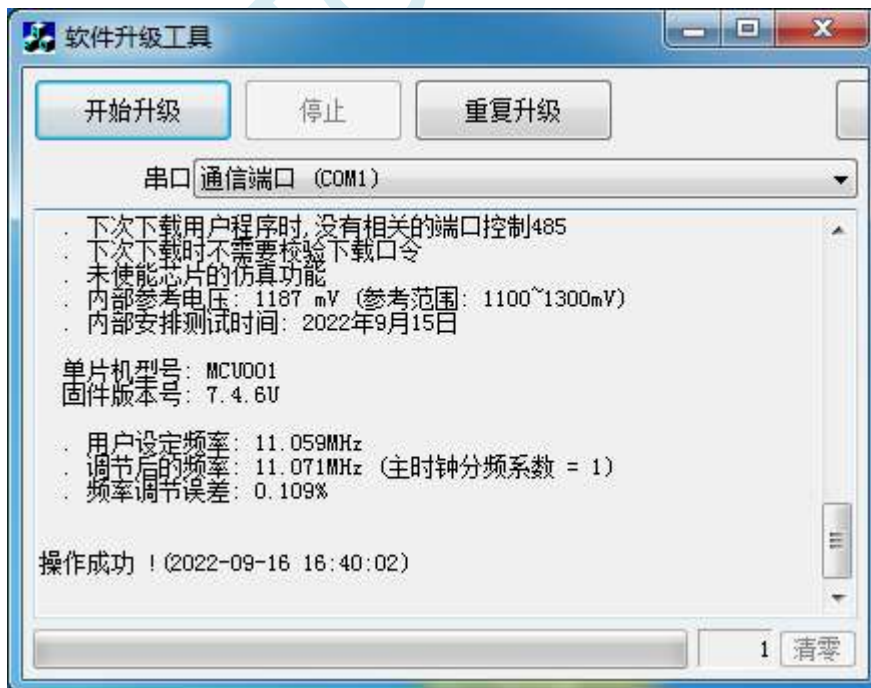 软件升级工具
开始升级 停止 重复升级
串口 通信端口 (COM1)
. 下次下载用户程序时,没有相关的端口控制485
. 下次下载时不需要校验下载口令
. 未使能芯片的仿真功能
. 内部参考电压: 1187 mV (参考范围: 1100~1300mV)
. 内部安排测试时间: 2022年9月15日
单片机型号: MCU001
固件版本号: 7.4.6U
. 用户设定频率: 11.059MHz
. 调节后的频率: 11.071MHz (主时钟分频系数 = 1)
. 频率调节误差: 0.109%
操作成功 !(2022-09-16 16:40:02)
1 清零